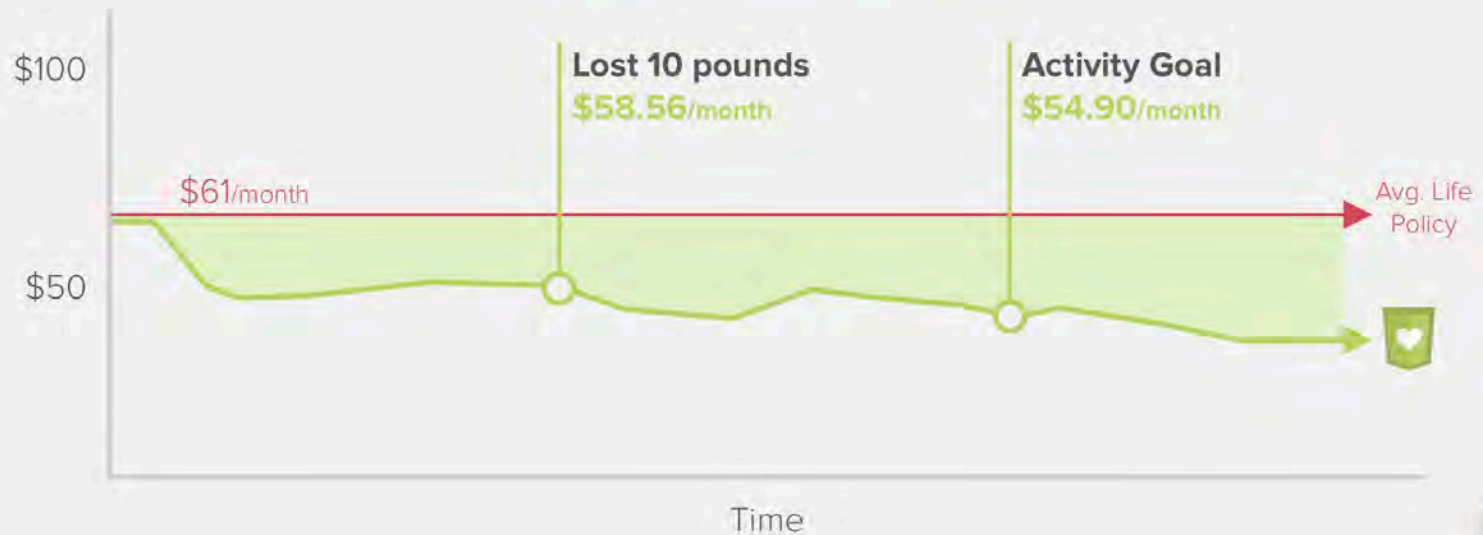 $100
Lost 10 pounds
$58.56/month
Activity Goal
$54.90/month
$61/month
Avg. Life
Policy
$50
Time